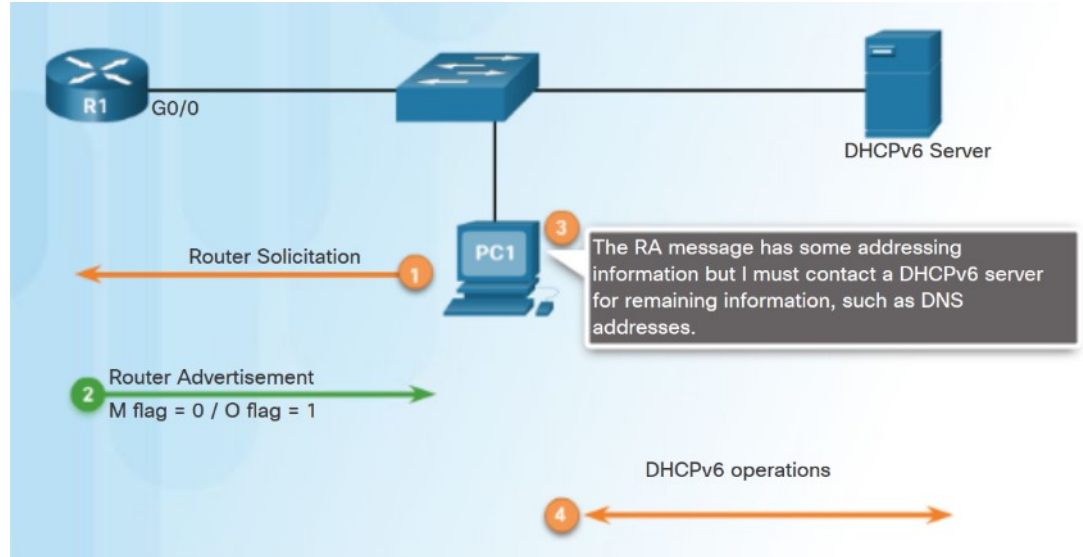 R1
G0/0
DHCPv6 Server
Router Solicitation
1
PC1
3
The RA message has some addressing
information but I must contact a DHCPv6 server
for remaining information, such as DNS
addresses.
2
Router Advertisement
M flag = 0 / O flag = 1
DHCPv6 operations
4